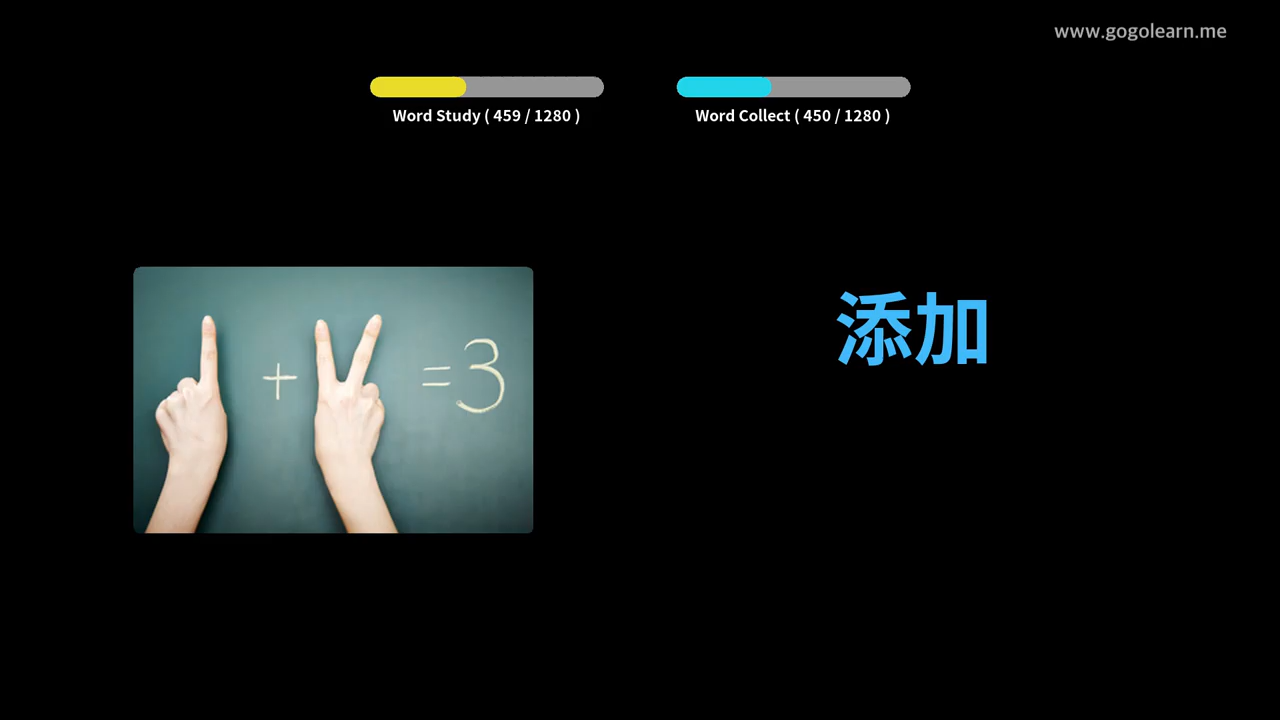 www.gogolearn.me
Word Study ( 459 / 1280 )
Word Collect ( 450 / 1280 )
添加
+ =3